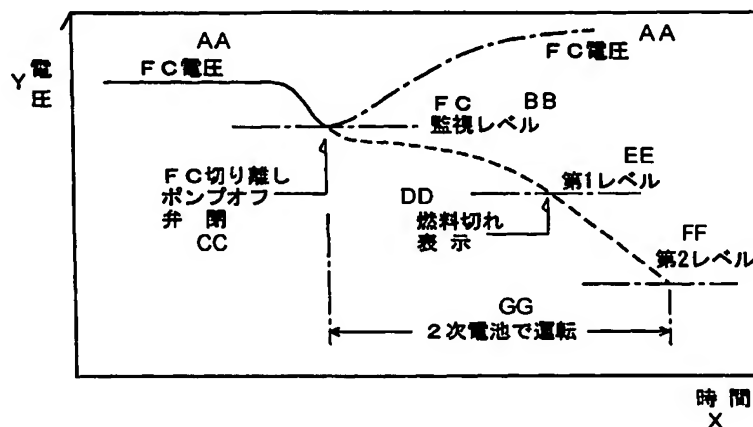 AA
FC電圧
AA
FC電圧
Y 電圧
FC BB
監視レベル
FC切り離し
ポンプオフ
弁 閉
CC
DD
燃料切れ
表 示
EE
第1レベル
FF
第2レベル
GG
2次電池で運転
時 間
X